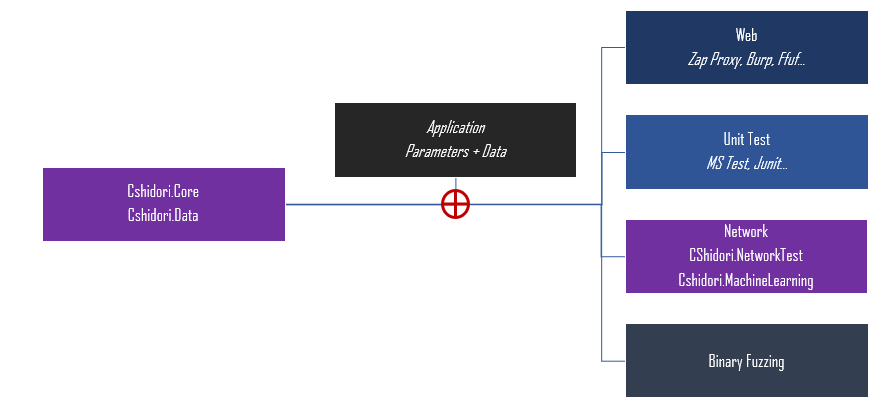 Web
Zap Proxy, Burp, Ffuf...
Application
Parameters + Data
Unit Test
MS Test, Junit...
Cshidori.Core
Cshidori.Data
Network
CShidori.NetworkTest
Cshidori.MachineLearning
Binary Fuzzing